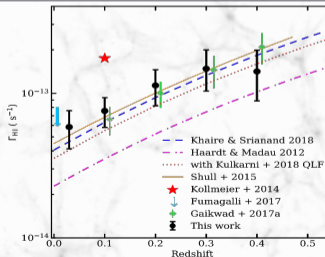 10⁻¹³
10⁻¹⁴
Γ_HI (s⁻¹)
Khaire & Srianand 2018
Haardt & Madau 2012
with Kulkarni + 2018 QLF
Shull + 2015
Kollmeier + 2014
Fumagalli + 2017
Gaikwad + 2017a
This work
0.0 0.1 0.2 0.3 0.4 0.5
Redshift